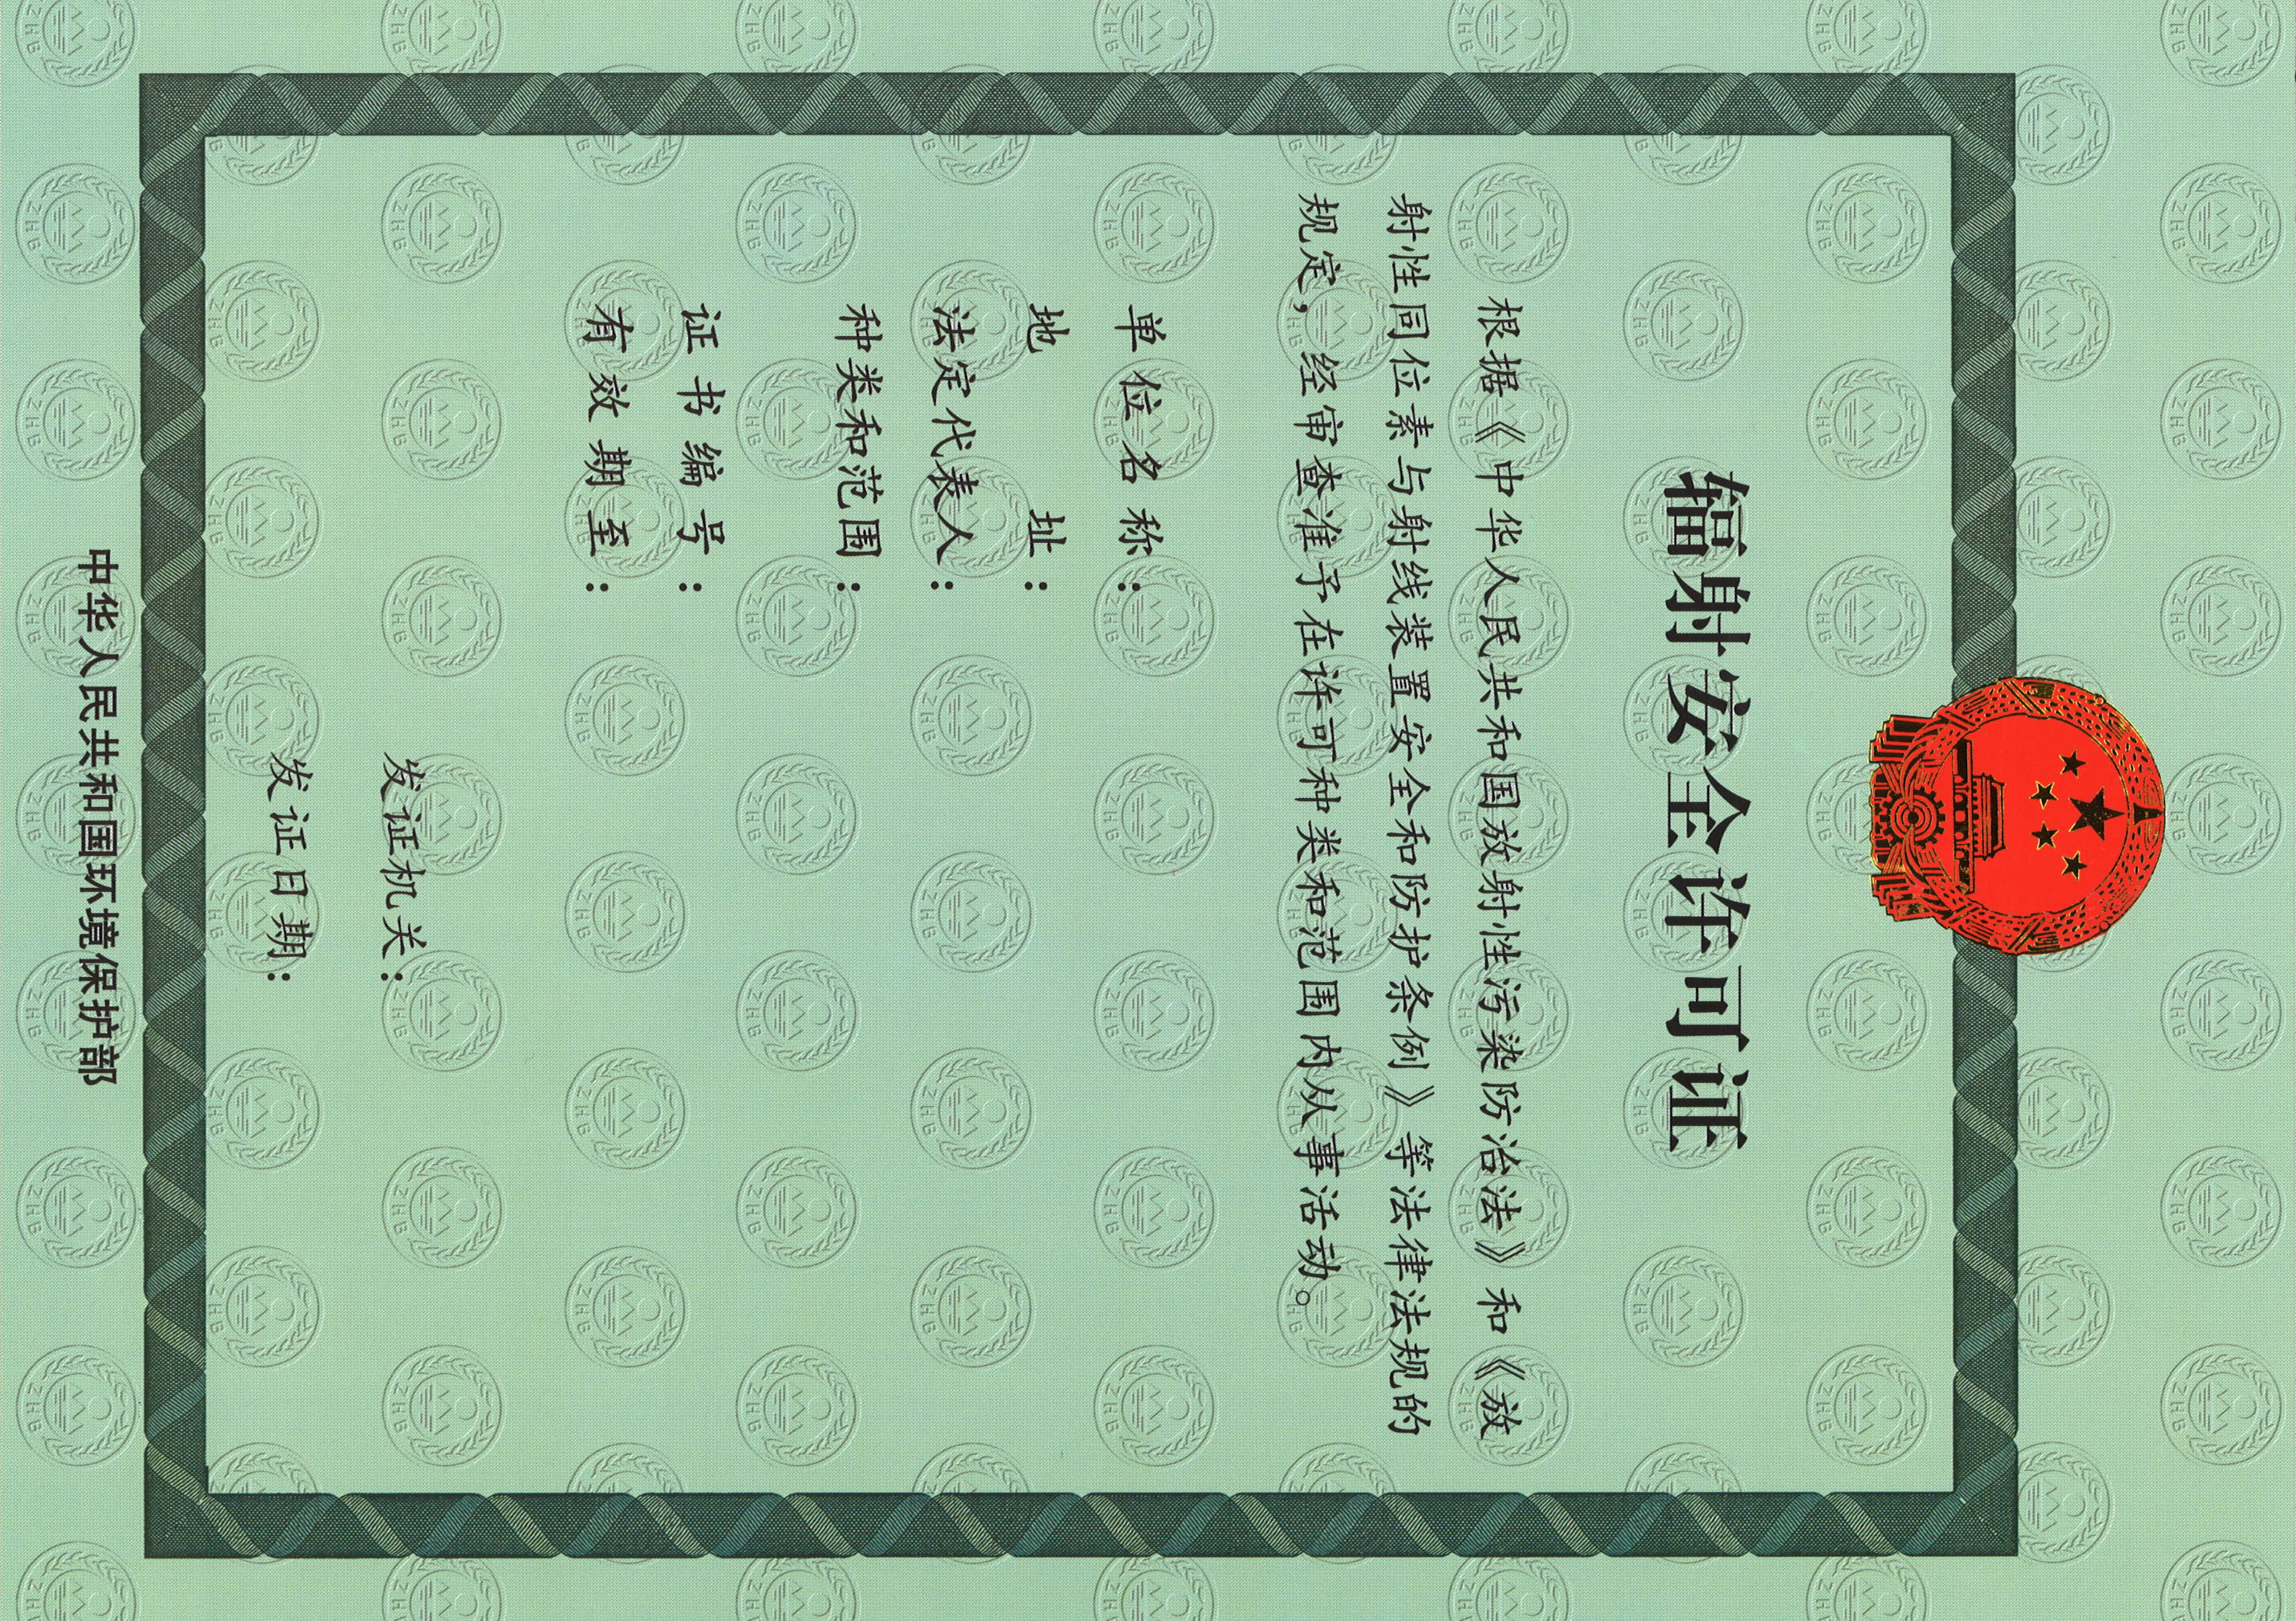 辐射安全许可证
根据《中华人民共和国放射性污染防治法》和《放
射性同位素与射线装置安全和防护条例》等法律法规的
规定，经审查准予在许可种类和范围内从事活动。
单位名称：
地 址：
法定代表人：
种类和范围：
证书编号：
有效期至：
发证机关：
发证日期：
中华人民共和国环境保护部
ZHB